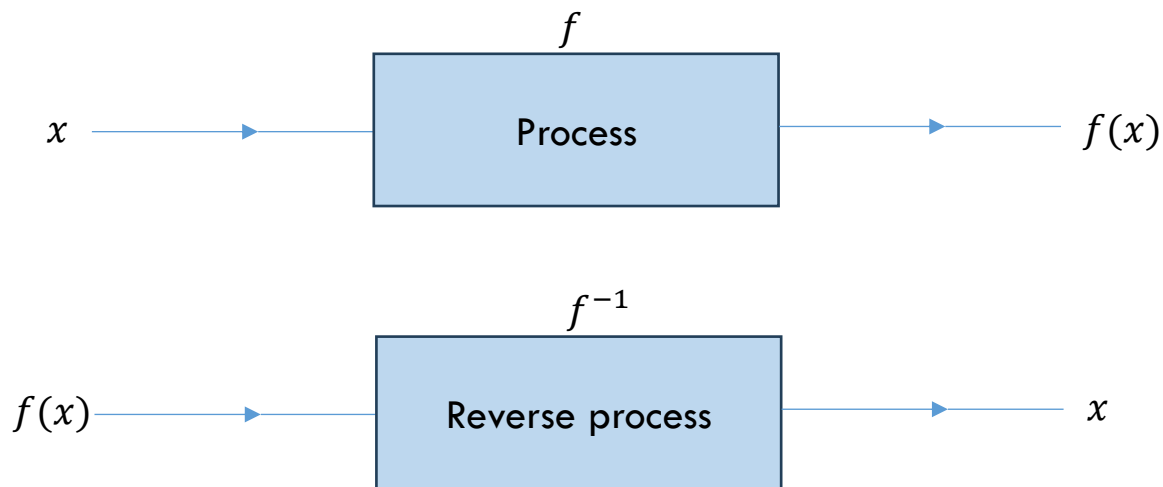 f
x Process f(x)
f⁻¹
f(x) Reverse process x